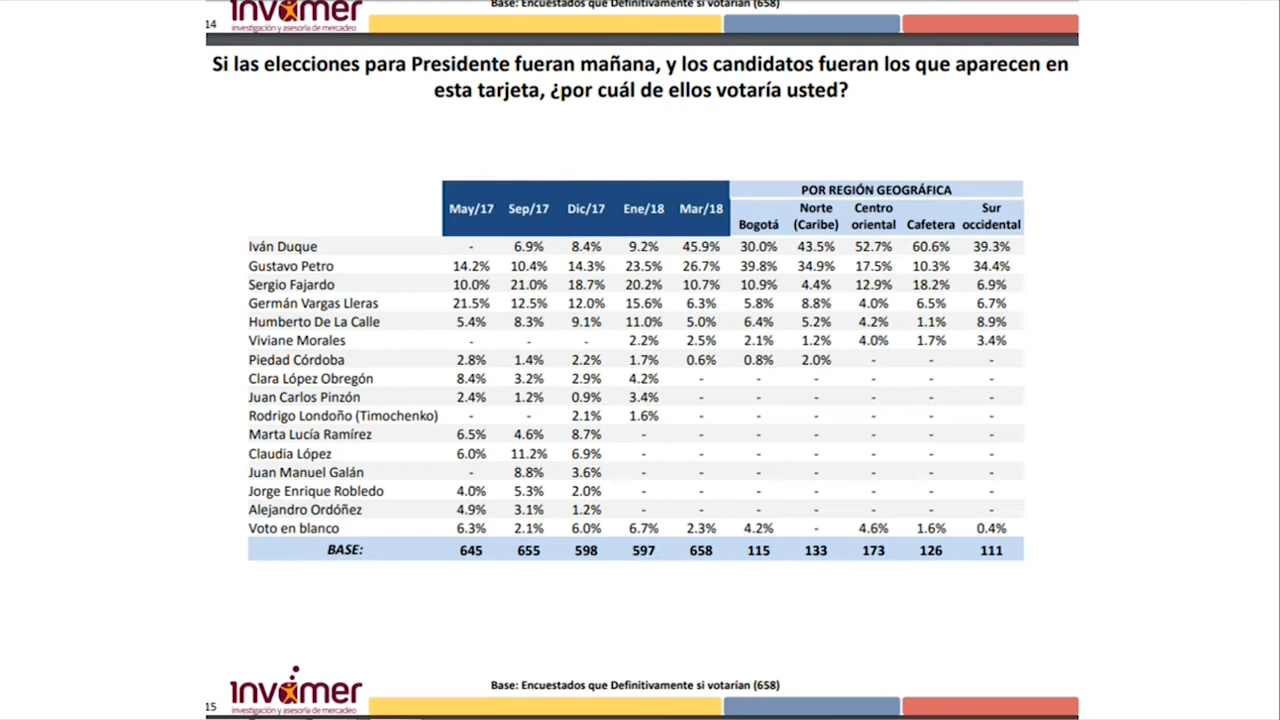 Base: Encuestados que Definitivamente si votarían (658)
invamer
14
investigación y asesoría de mercadeo
Si las elecciones para Presidente fueran mañana, y los candidatos fueran los que aparecen en
esta tarjeta, ¿por cuál de ellos votaría usted?
POR REGIÓN GEOGRÁFICA
May/17 Sep/17 Dic/17 Ene/18 Mar/18 Bogotá Norte (Caribe) Centro oriental Cafetera Sur occidental
Iván Duque - 6.9% 8.4% 9.2% 45.9% 30.0% 43.5% 52.7% 60.6% 39.3%
Gustavo Petro 14.2% 10.4% 14.3% 23.5% 26.7% 39.8% 34.9% 17.5% 10.3% 34.4%
Sergio Fajardo 10.0% 21.0% 18.7% 20.2% 10.7% 10.9% 4.4% 12.9% 18.2% 6.9%
Germán Vargas Lleras 21.5% 12.5% 12.0% 15.6% 6.3% 5.8% 8.8% 4.0% 6.5% 6.7%
Humberto De La Calle 5.4% 8.3% 9.1% 11.0% 5.0% 6.4% 5.2% 4.2% 1.1% 8.9%
Viviane Morales - - - 2.2% 2.5% 2.1% 1.2% 4.0% 1.7% 3.4%
Piedad Córdoba 2.8% 1.4% 2.2% 1.7% 0.6% 0.8% 2.0% - - -
Clara López Obregón 8.4% 3.2% 2.9% 4.2% - - - - - -
Juan Carlos Pinzón 2.4% 1.2% 0.9% 3.4% - - - - - -
Rodrigo Londoño (Timochenko) - - 2.1% 1.6% - - - - - -
Marta Lucía Ramírez 6.5% 4.6% 8.7% - - - - - - -
Claudia López 6.0% 11.2% 6.9% - - - - - - -
Juan Manuel Galán - 8.8% 3.6% - - - - - - -
Jorge Enrique Robledo 4.0% 5.3% 2.0% - - - - - - -
Alejandro Ordóñez 4.9% 3.1% 1.2% - - - - - - -
Voto en blanco 6.3% 2.1% 6.0% 6.7% 2.3% 4.2% - 4.6% 1.6% 0.4%
BASE: 645 655 598 597 658 115 133 173 126 111
invamer
Base: Encuestados que Definitivamente si votarían (658)
15
investigación y asesoría de mercadeo